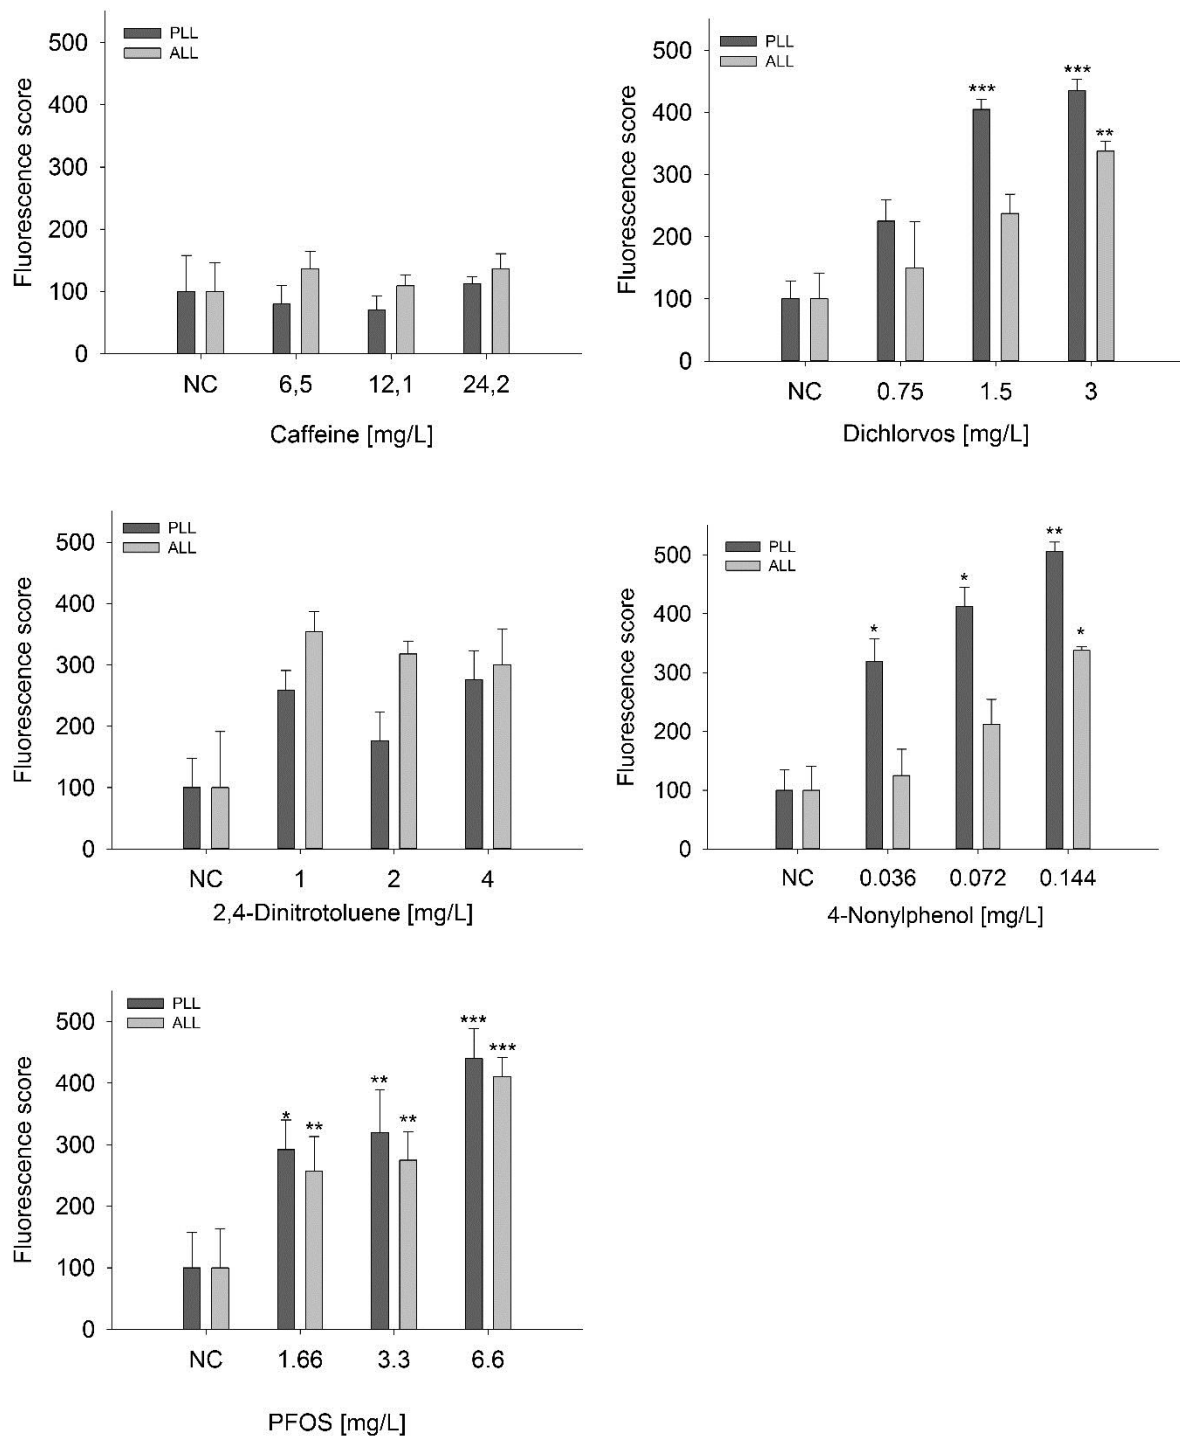 PLL
ALL
500
400
300
200
100
0
Fluorescence score
NC 6,5 12,1 24,2
Caffeine [mg/L]
PLL
ALL
500
400
300
200
100
0
Fluorescence score
*** *** **
NC 0.75 1.5 3
Dichlorvos [mg/L]
PLL
ALL
500
400
300
200
100
0
Fluorescence score
NC 1 2 4
2,4-Dinitrotoluene [mg/L]
PLL
ALL
500
400
300
200
100
0
Fluorescence score
* * ** *
NC 0.036 0.072 0.144
4-Nonylphenol [mg/L]
PLL
ALL
500
400
300
200
100
0
Fluorescence score
* ** ** ** *** ***
NC 1.66 3.3 6.6
PFOS [mg/L]